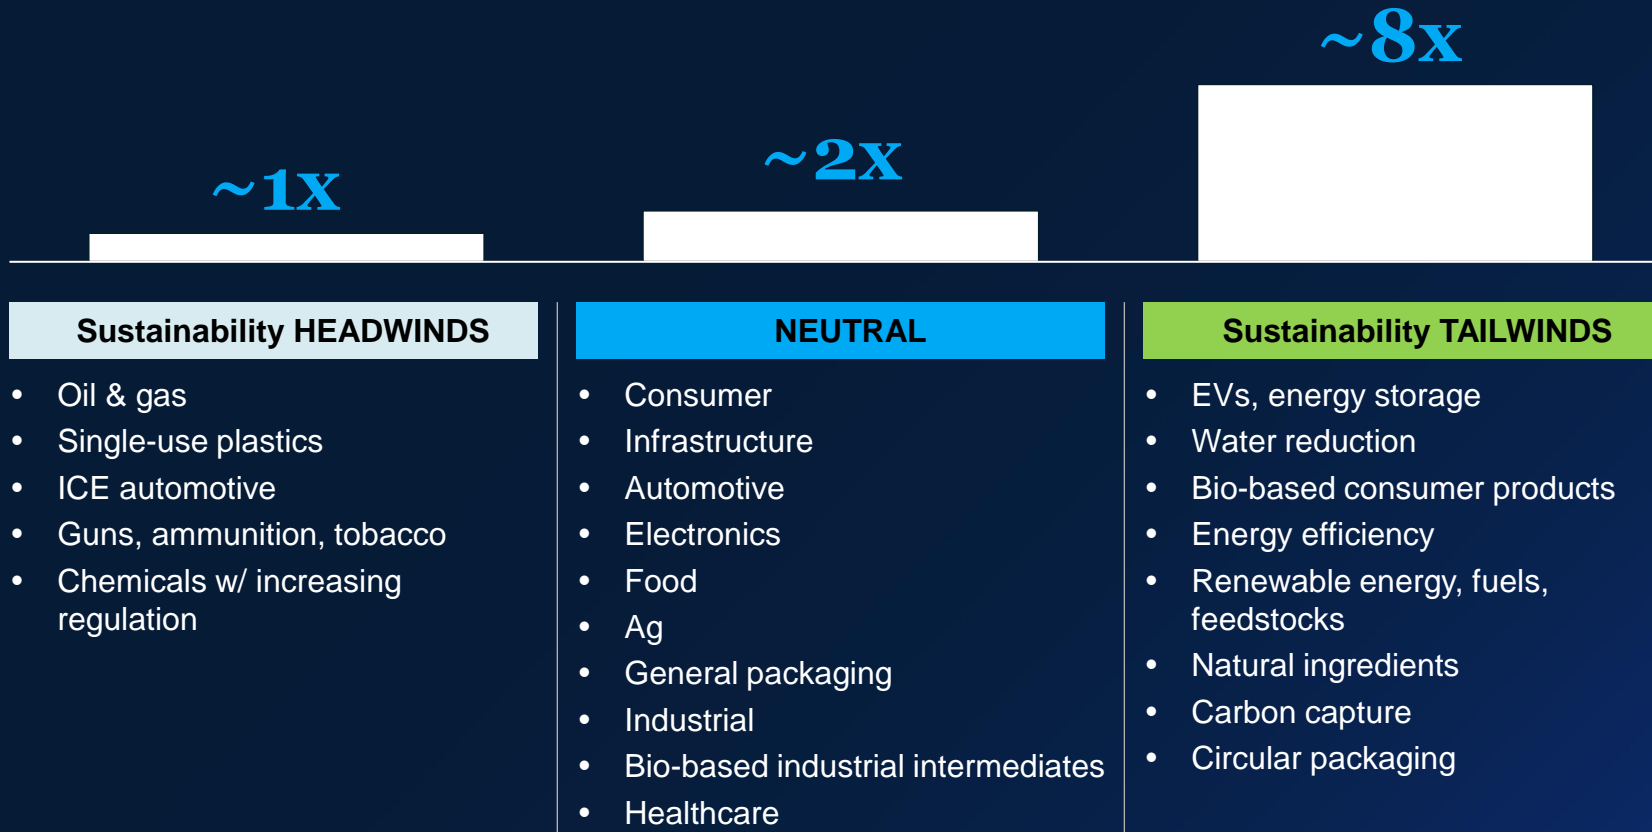 ~1x
~2x
~8x
Sustainability HEADWINDS
• Oil & gas
• Single-use plastics
• ICE automotive
• Guns, ammunition, tobacco
• Chemicals w/ increasing
regulation
NEUTRAL
• Consumer
• Infrastructure
• Automotive
• Electronics
• Food
• Ag
• General packaging
• Industrial
• Bio-based industrial intermediates
• Healthcare
Sustainability TAILWINDS
• EVs, energy storage
• Water reduction
• Bio-based consumer products
• Energy efficiency
• Renewable energy, fuels,
feedstocks
• Natural ingredients
• Carbon capture
• Circular packaging